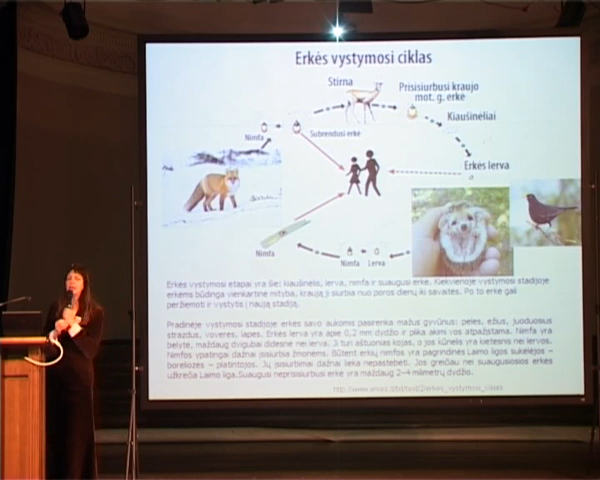 Erkės vystymosi ciklas
Stirna
Prisisiurbusi kraujo
mot. g. erkė
Kiaušinėliai
Nimfa
Subrendusi erkė
Erkės lerva
Nimfa
Nimfa Lerva
Erkės vystymosi etapai yra šie: kiaušinėlis, lerva, nimfa ir suaugusi erkė. Kiekvienoje vystymosi stadijoje
erkėms būdinga vienkartinė mityba, kraują ji siurbia nuo poros dienų iki savaitės. Po to erkė gali
peržiemoti ir vystytis į naują stadiją.
Pradinėje vystymosi stadijoje erkės savo aukomis pasirenka mažus gyvūnus: peles, ežius, juoduosius
strazdus, voveres, lapes. Erkės lerva yra apie 0,2 mm dydžio ir plika akimi vos atpažįstama. Nimfa yra
belytė, maždaug dvigubai didesnė nei lerva. Ji turi aštuonias kojas, o jos kūnelis yra kietesnis nei lervos.
Nimfos ypatingai dažnai įsisiurbia žmonėms. Būtent erkių nimfos yra pagrindinės Laimo ligos sukėlėjos -
boreliozės - platintojos. Jų įsisiurbimai dažnai lieka nepastebėti. Jos greičiau nei suaugusiosios erkės
užkrečia Laimo liga. Suaugusi neprisisiurbusi erkė yra maždaug 2-4 milimetrų dydžio.